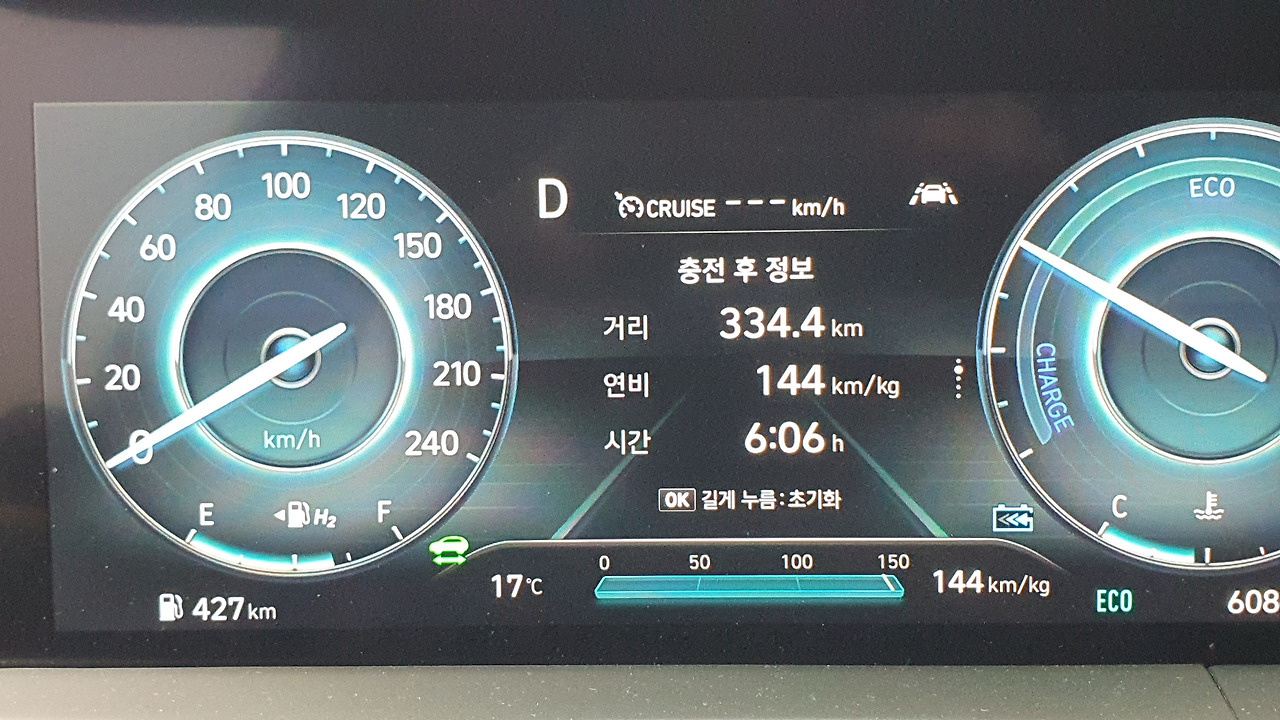 0
20
40
60
80
100
120
150
180
210
240
km/h
E H₂ F
427 km
D
CRUISE --- km/h
충전 후 정보
거리 334.4 km
연비 144 km/kg
시간 6:06 h
OK 길게 누름 : 초기화
0 50 100 150
17℃
144 km/kg
ECO
CHARGE
C
ECO
608